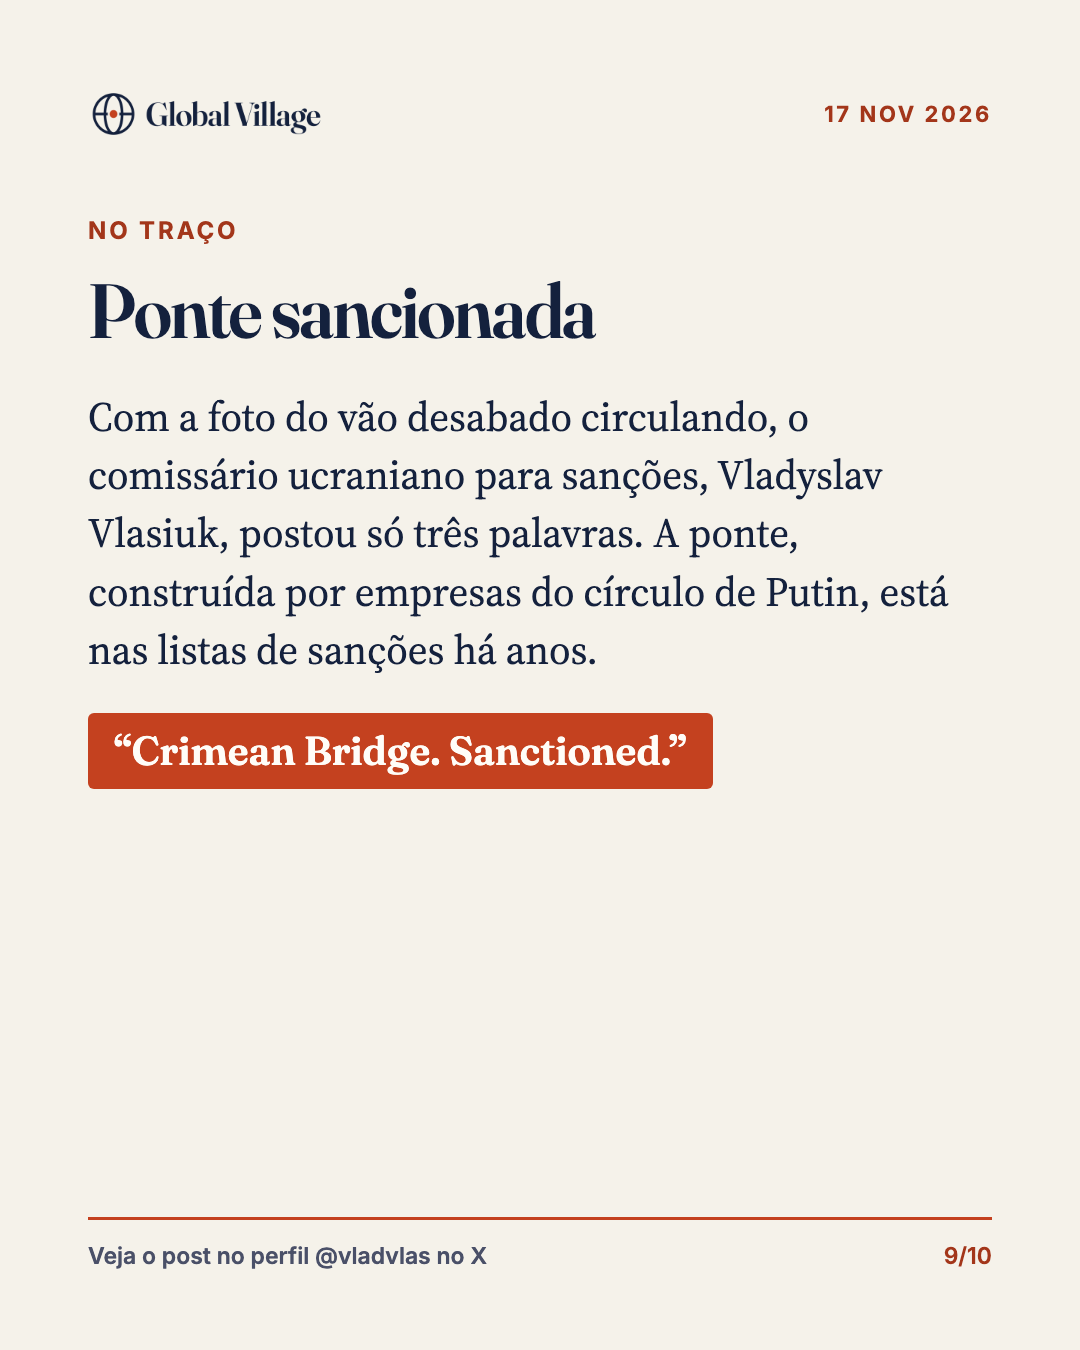 Global Village
17 NOV 2026
NO TRAÇO
Ponte sancionada
Com a foto do vão desabado circulando, o
comissário ucraniano para sanções, Vladyslav
Vlasiuk, postou só três palavras. A ponte,
construída por empresas do círculo de Putin, está
nas listas de sanções há anos.
“Crimean Bridge. Sanctioned.”
Veja o post no perfil @vladvlas no X
9/10